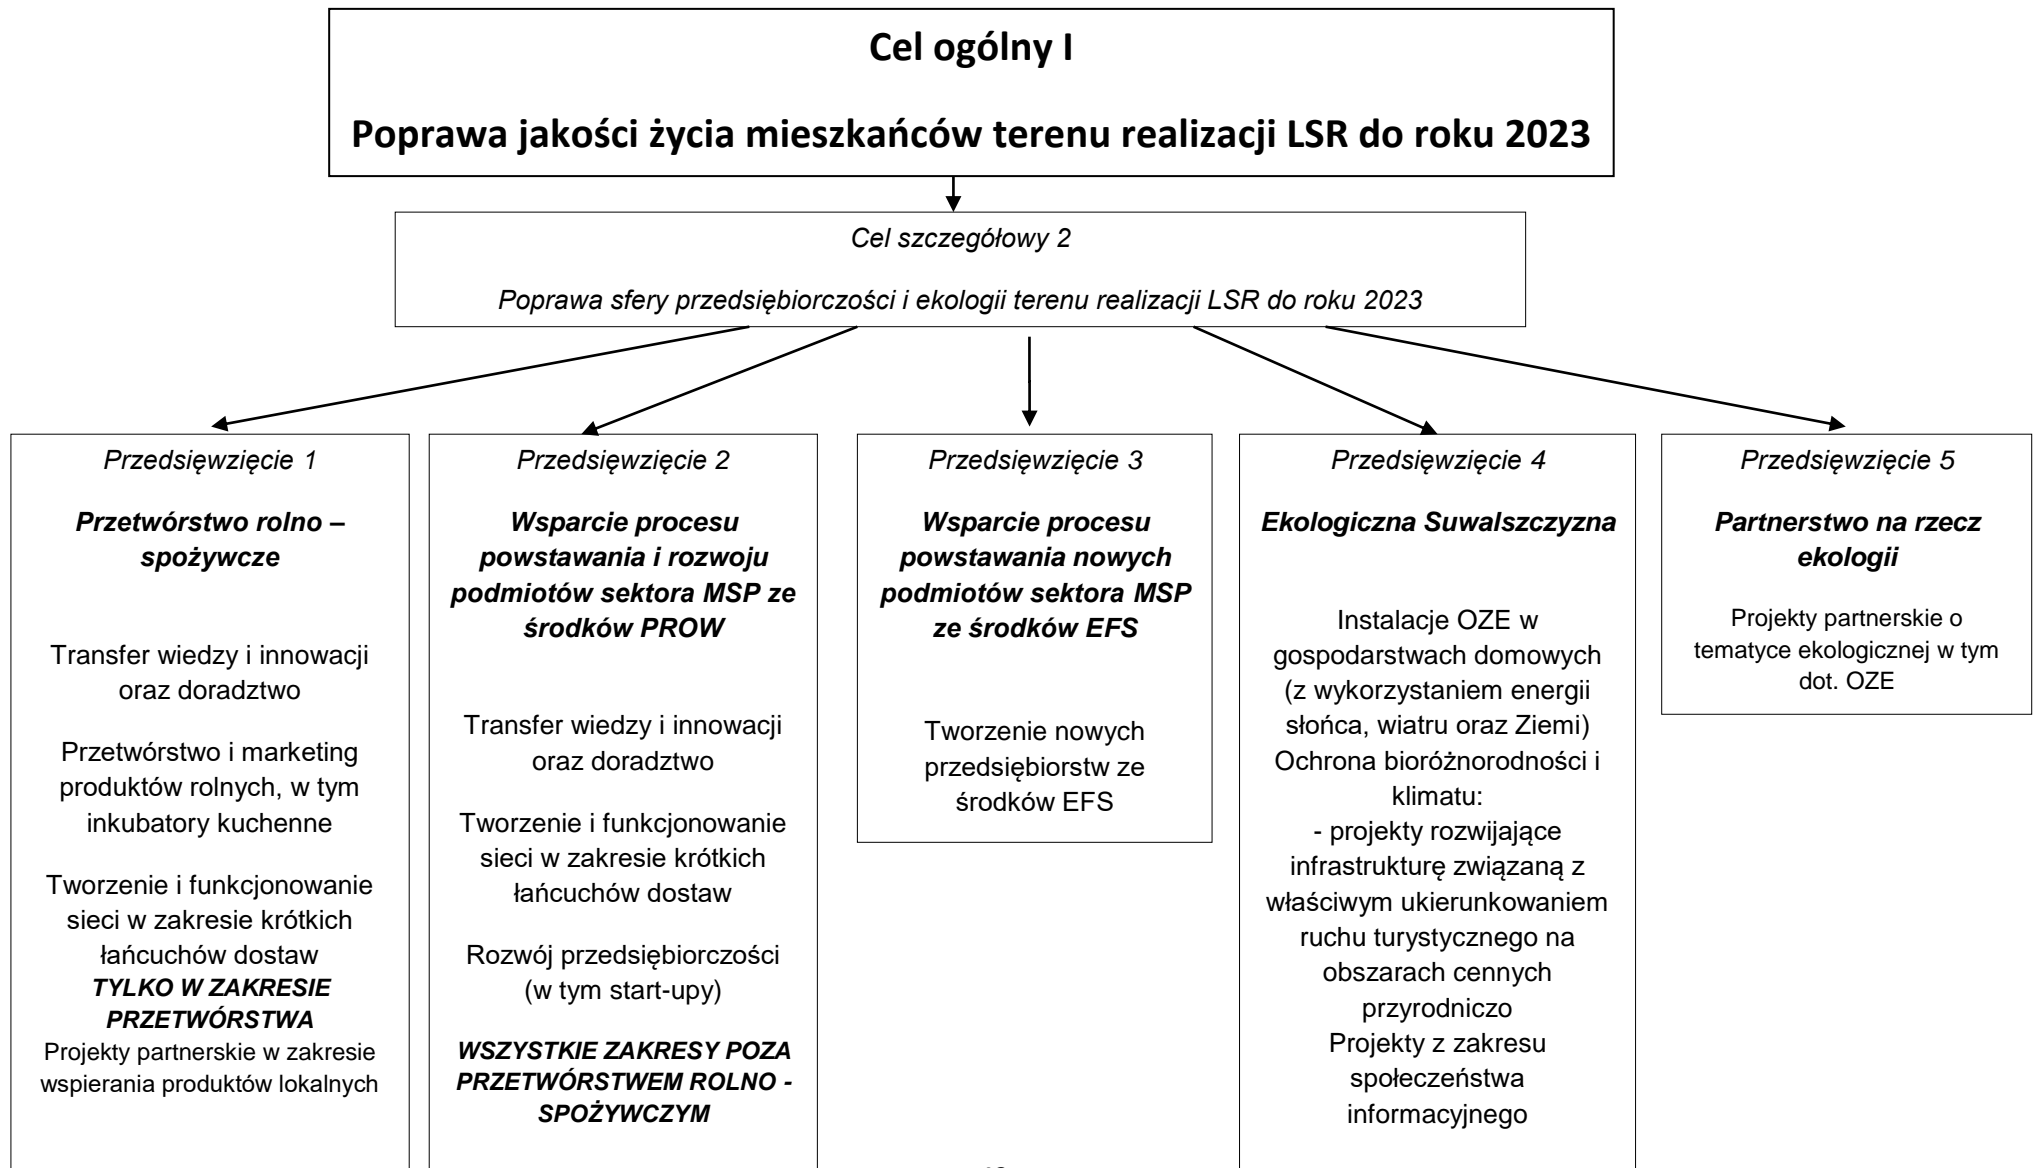 Cel ogólny I
Poprawa jakości życia mieszkańców terenu realizacji LSR do roku 2023
Cel szczegółowy 2
Poprawa sfery przedsiębiorczości i ekologii terenu realizacji LSR do roku 2023
Przedsięwzięcie 1
Przetwórstwo rolno –
spożywcze
Transfer wiedzy i innowacji
oraz doradztwo
Przetwórstwo i marketing
produktów rolnych, w tym
inkubatory kuchenne
Tworzenie i funkcjonowanie
sieci w zakresie krótkich
łańcuchów dostaw
TYLKO W ZAKRESIE
PRZETWÓRSTWA
Projekty partnerskie w zakresie
wspierania produktów lokalnych
Przedsięwzięcie 2
Wsparcie procesu
powstawania i rozwoju
podmiotów sektora MSP ze
środków PROW
Transfer wiedzy i innowacji
oraz doradztwo
Tworzenie i funkcjonowanie
sieci w zakresie krótkich
łańcuchów dostaw
Rozwój przedsiębiorczości
(w tym start-upy)
WSZYSTKIE ZAKRESY POZA
PRZETWÓRSTWEM ROLNO -
SPOŻYWCZYM
Przedsięwzięcie 3
Wsparcie procesu
powstawania nowych
podmiotów sektora MSP
ze środków EFS
Tworzenie nowych
przedsiębiorstw ze
środków EFS
Przedsięwzięcie 4
Ekologiczna Suwalszczyzna
Instalacje OZE w
gospodarstwach domowych
(z wykorzystaniem energii
słońca, wiatru oraz Ziemi)
Ochrona bioróżnorodności i
klimatu:
- projekty rozwijające
infrastrukturę związaną z
właściwym ukierunkowaniem
ruchu turystycznego na
obszarach cennych
przyrodniczo
Projekty z zakresu
społeczeństwa
informacyjnego
Przedsięwzięcie 5
Partnerstwo na rzecz
ekologii
Projekty partnerskie o
tematyce ekologicznej w tym
dot. OZE